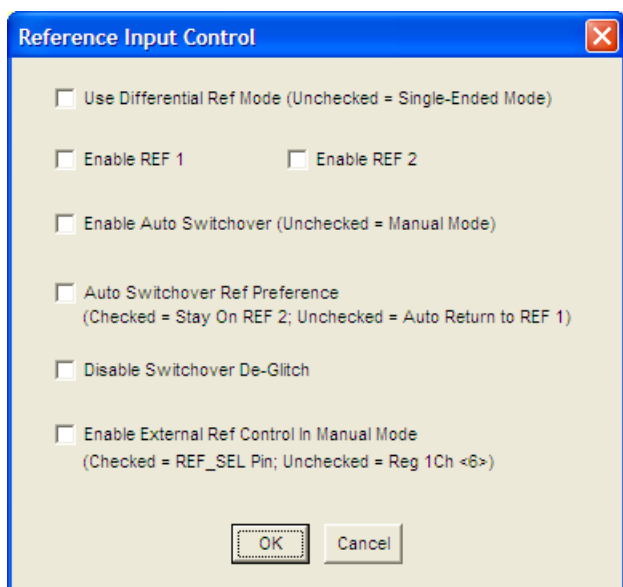 Reference Input Control
Use Differential Ref Mode (Unchecked = Single-Ended Mode)
Enable REF 1 Enable REF 2
Enable Auto Switchover (Unchecked = Manual Mode)
Auto Switchover Ref Preference
(Checked = Stay On REF 2; Unchecked = Auto Return to REF 1)
Disable Switchover De-Glitch
Enable External Ref Control In Manual Mode
(Checked = REF_SEL Pin; Unchecked = Reg 1Ch <6>)
OK Cancel